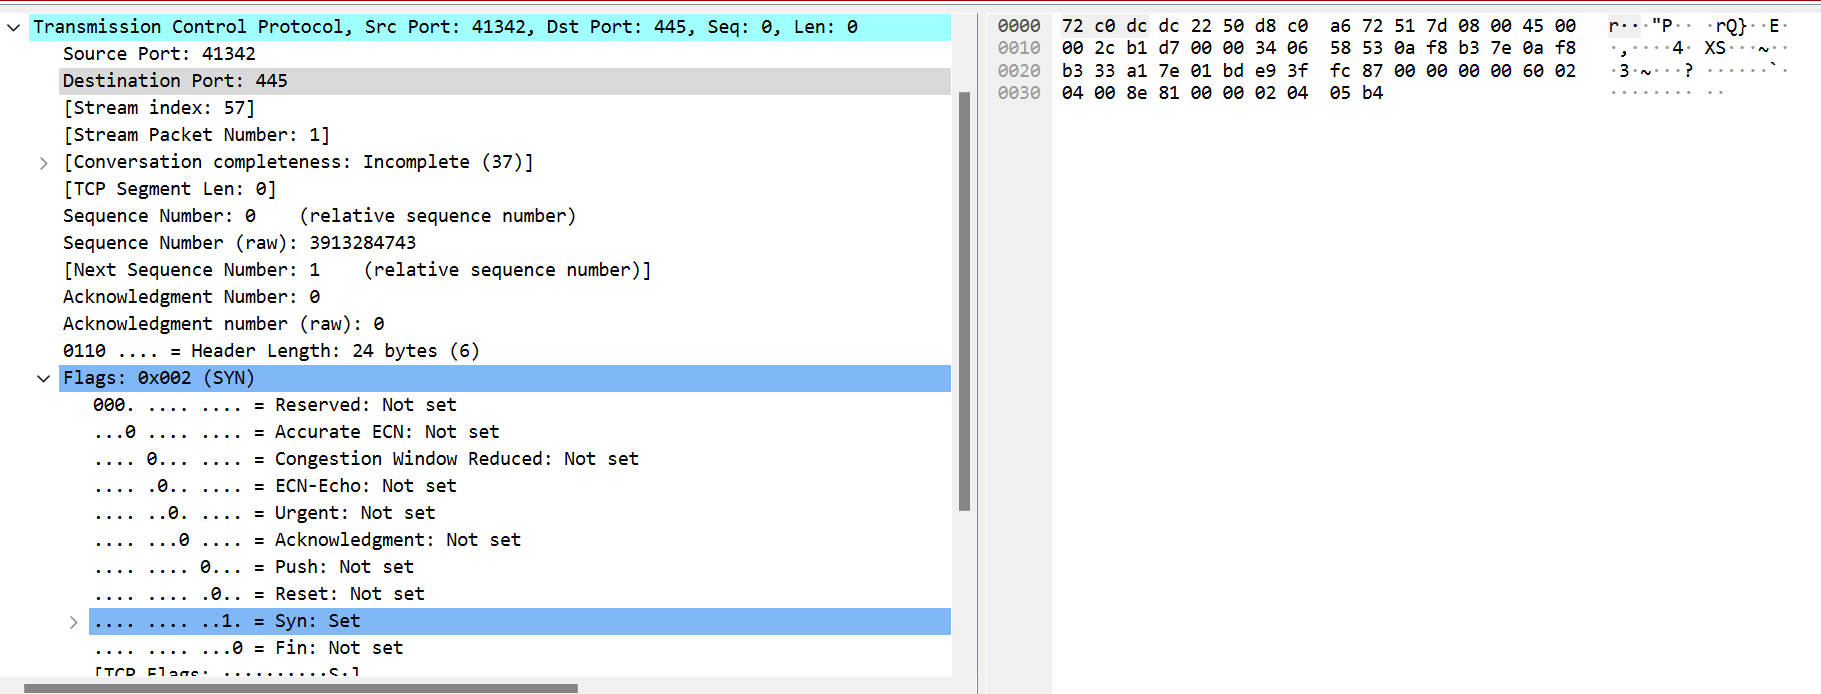 Transmission Control Protocol, Src Port: 41342, Dst Port: 445, Seq: 0, Len: 0
Source Port: 41342
Destination Port: 445
[Stream index: 57]
[Stream Packet Number: 1]
[Conversation completeness: Incomplete (37)]
[TCP Segment Len: 0]
Sequence Number: 0    (relative sequence number)
Sequence Number (raw): 3913284743
[Next Sequence Number: 1    (relative sequence number)]
Acknowledgment Number: 0
Acknowledgment number (raw): 0
0110 .... = Header Length: 24 bytes (6)
Flags: 0x002 (SYN)
000. .... .... = Reserved: Not set
...0 .... .... = Accurate ECN: Not set
.... 0... .... = Congestion Window Reduced: Not set
.... .0.. .... = ECN-Echo: Not set
.... ..0. .... = Urgent: Not set
.... ...0 .... = Acknowledgment: Not set
.... .... 0... = Push: Not set
.... .... .0.. = Reset: Not set
.... .... ..1. = Syn: Set
.... .... ...0 = Fin: Not set
[TCP Flags: ··········S·]
0000 72 c0 dc dc 22 50 d8 c0  a6 72 51 7d 08 00 45 00  r···"P·· ·rQ}··E·
0010 00 2c b1 d7 00 00 34 06  58 53 0a f8 b3 7e 0a f8  ·,····4· XS···~··
0020 b3 33 a1 7e 01 bd e9 3f  fc 87 00 00 00 00 60 02  ·3·~···? ······`·
0030 04 00 8e 81 00 00 02 04  05 b4  ········ ··